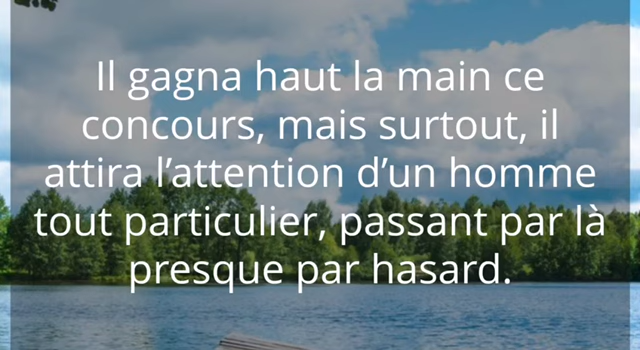 Il gagna haut la main ce
concours, mais surtout, il
attira l’attention d’un homme
tout particulier, passant par là
presque par hasard.